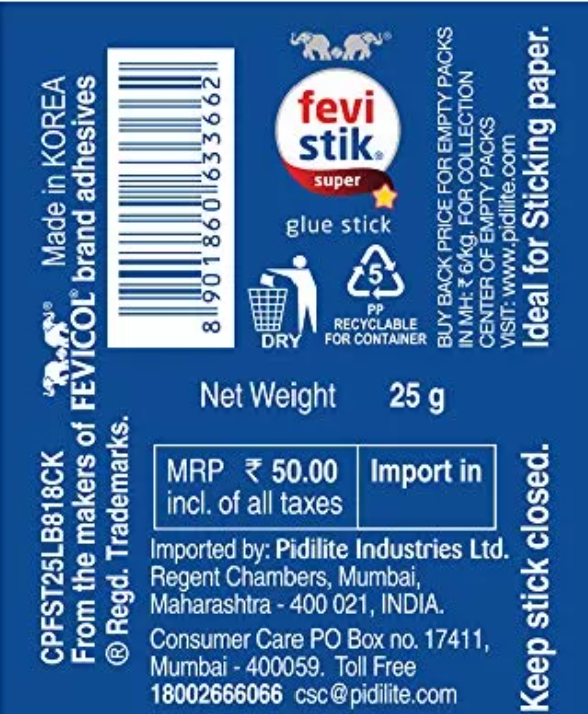 fevi
stik®
super
glue stick
5
PP
DRY
RECYCLABLE
FOR CONTAINER
Net Weight 25 g
MRP ₹ 50.00
incl. of all taxes
Import in
Imported by: Pidilite Industries Ltd.
Regent Chambers, Mumbai,
Maharashtra - 400 021, INDIA.
Consumer Care PO Box no. 17411,
Mumbai - 400059. Toll Free
18002666066 csc@pidilite.com
CPFST25LB818CK ® Made in KOREA
From the makers of FEVICOL® brand adhesives
® Regd. Trademarks.
8 901860 633662
BUY BACK PRICE FOR EMPTY PACKS
IN MH: ₹ 6/kg. FOR COLLECTION
CENTER OF EMPTY PACKS
VISIT: www.pidilite.com
Keep stick closed. Ideal for Sticking paper.